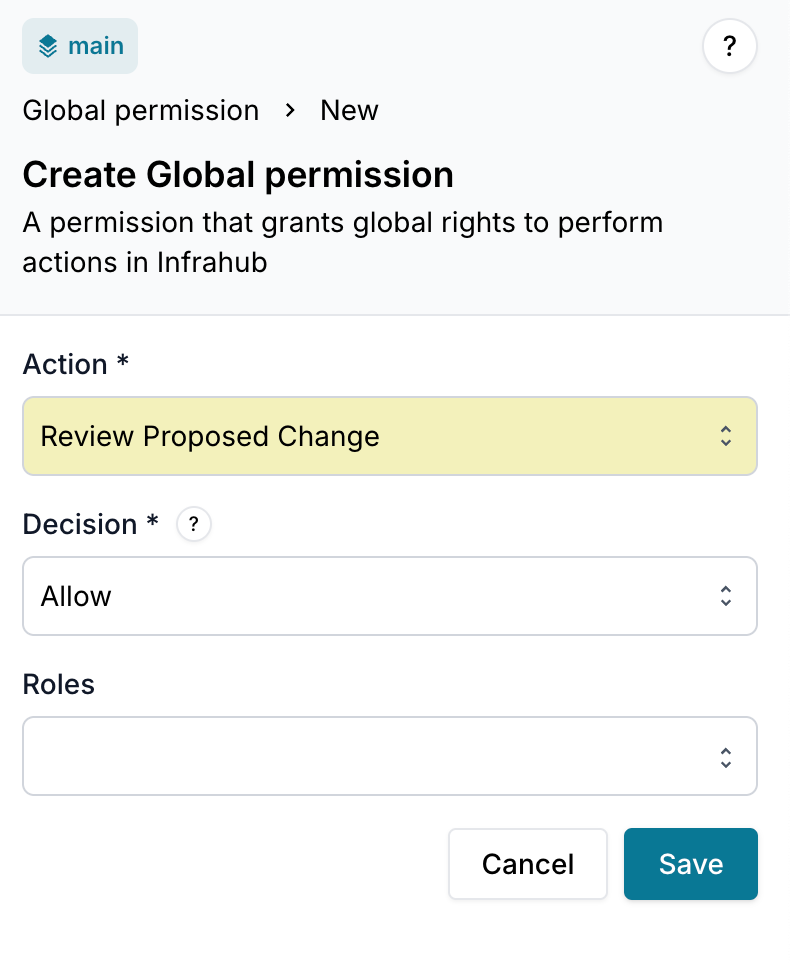 main
?
Global permission > New
Create Global permission
A permission that grants global rights to perform
actions in Infrahub
Action *
Review Proposed Change
Decision * ?
Allow
Roles
Cancel Save